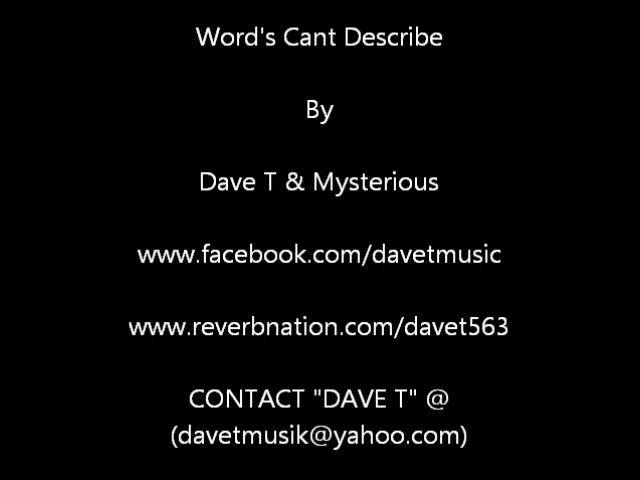 Word's Cant Describe
By
Dave T & Mysterious
www.facebook.com/davetmusic
www.reverbnation.com/davet563
CONTACT "DAVE T" @
(davetmusik@yahoo.com)